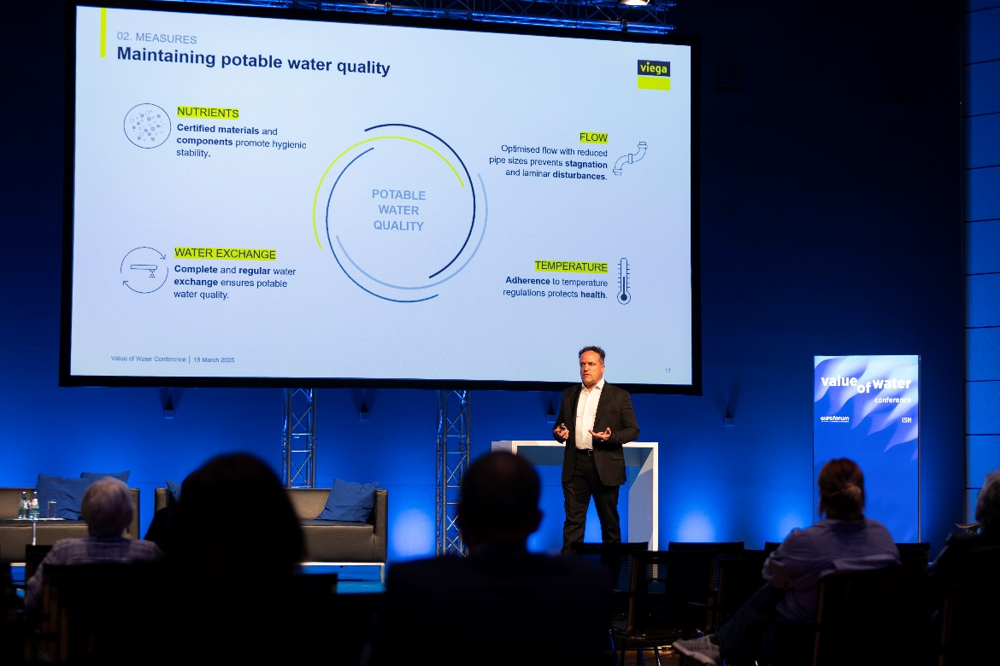 02. MEASURES
Maintaining potable water quality
viega
NUTRIENTS
Certified materials and
components promote hygienic
stability.
FLOW
Optimised flow with reduced
pipe sizes prevents stagnation
and laminar disturbances.
POTABLE
WATER
QUALITY
WATER EXCHANGE
Complete and regular water
exchange ensures potable
water quality.
TEMPERATURE
Adherence to temperature
regulations protects health.
Value of Water Conference | 18 March 2025
17
value of water
conference
euroforum
ISH